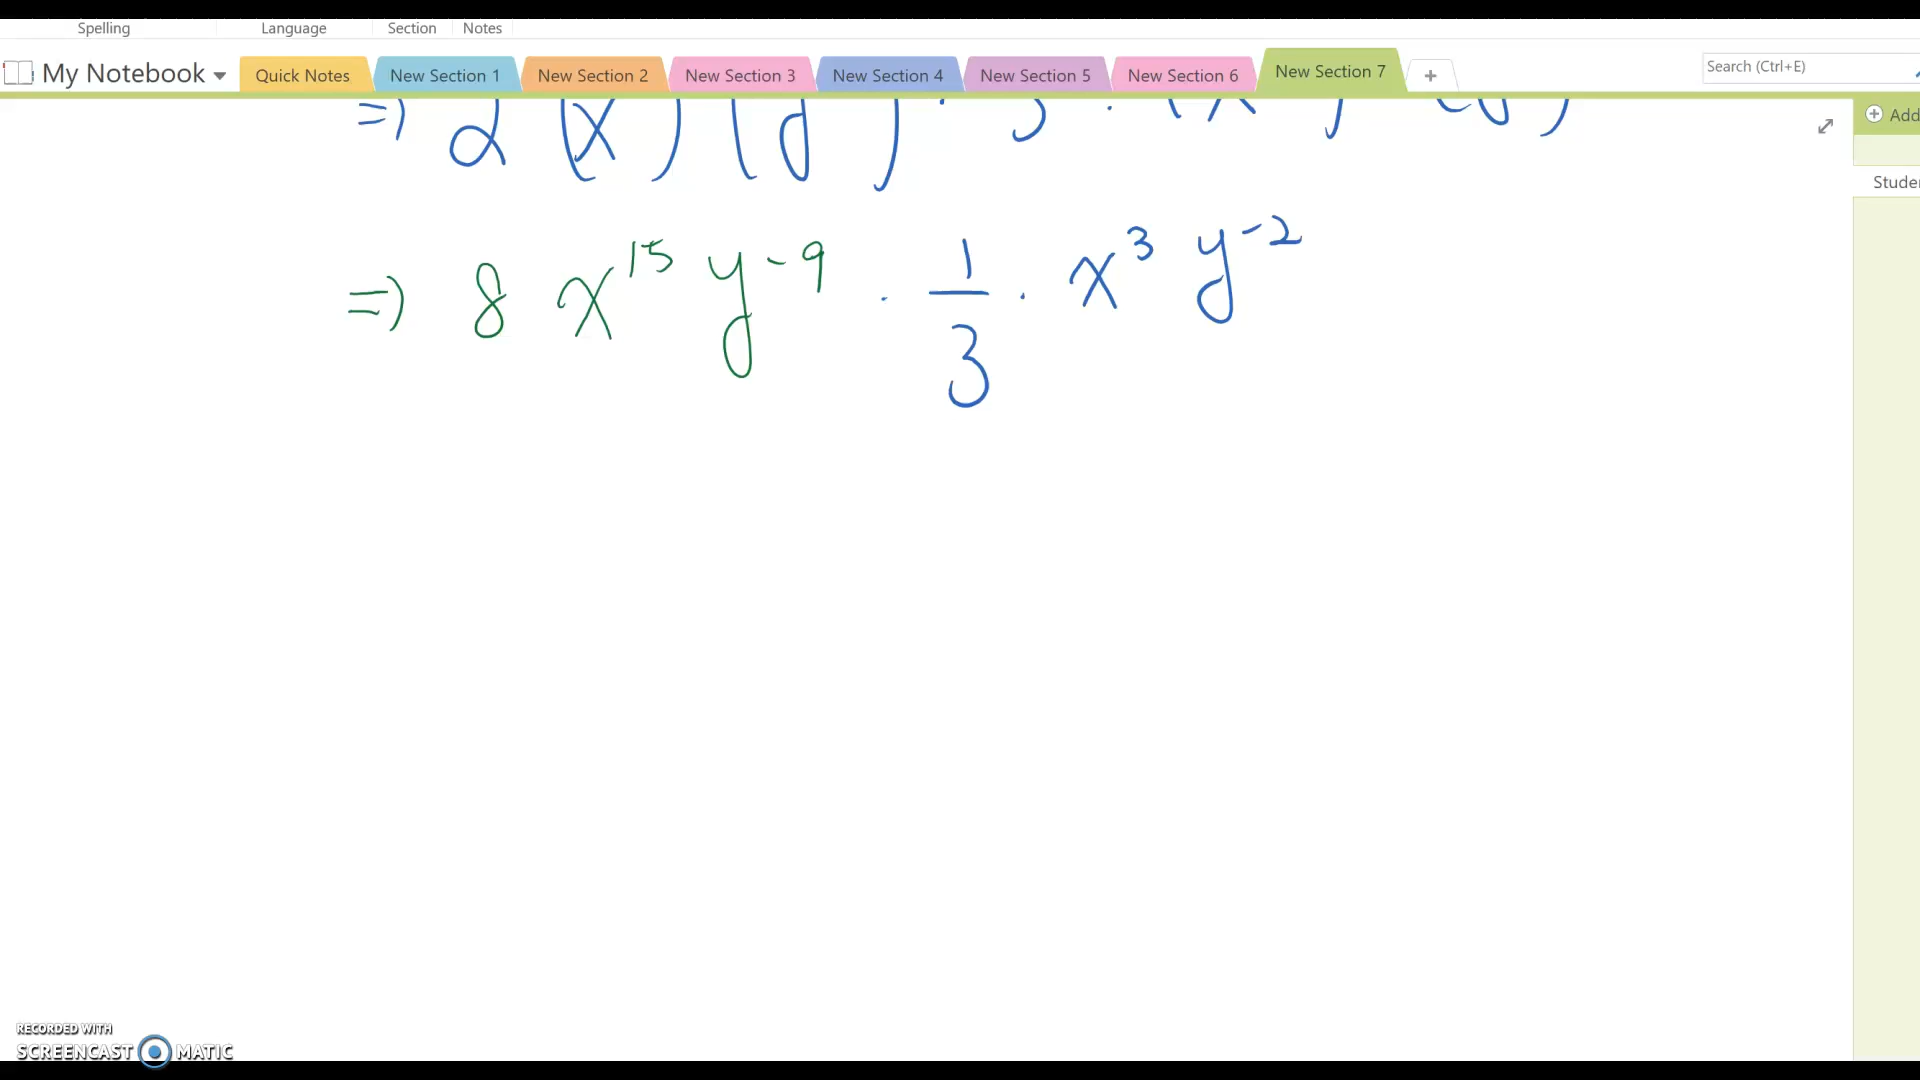 Spelling Language Section Notes
My Notebook Quick Notes New Section 1 New Section 2 New Section 3 New Section 4 New Section 5 New Section 6 New Section 7 + Search (Ctrl+E)
Add
=> 2 (x) (y) ·
=> 8 x^15 y^-9 · 1/3 · x^3 y^-2
RECORDED WITH
SCREENCAST MATIC